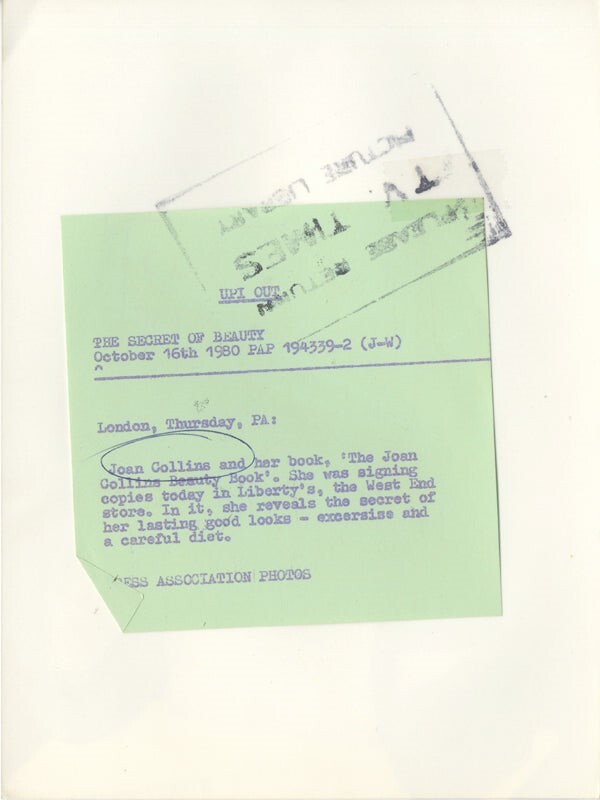 PICTURE LIBRARY
TV
TIMES
PLEASE RETURN
UPI OUT
THE SECRET OF BEAUTY
October 16th 1980 PAP 194339-2 (J-W)
^
London, Thursday, PA:
Joan Collins and her book, 'The Joan
Collins Beauty Book'. She was signing
copies today in Liberty's, the West End
store. In it, she reveals the secret of
her lasting good looks - excersise and
a careful diet.
ESS ASSOCIATION PHOTOS